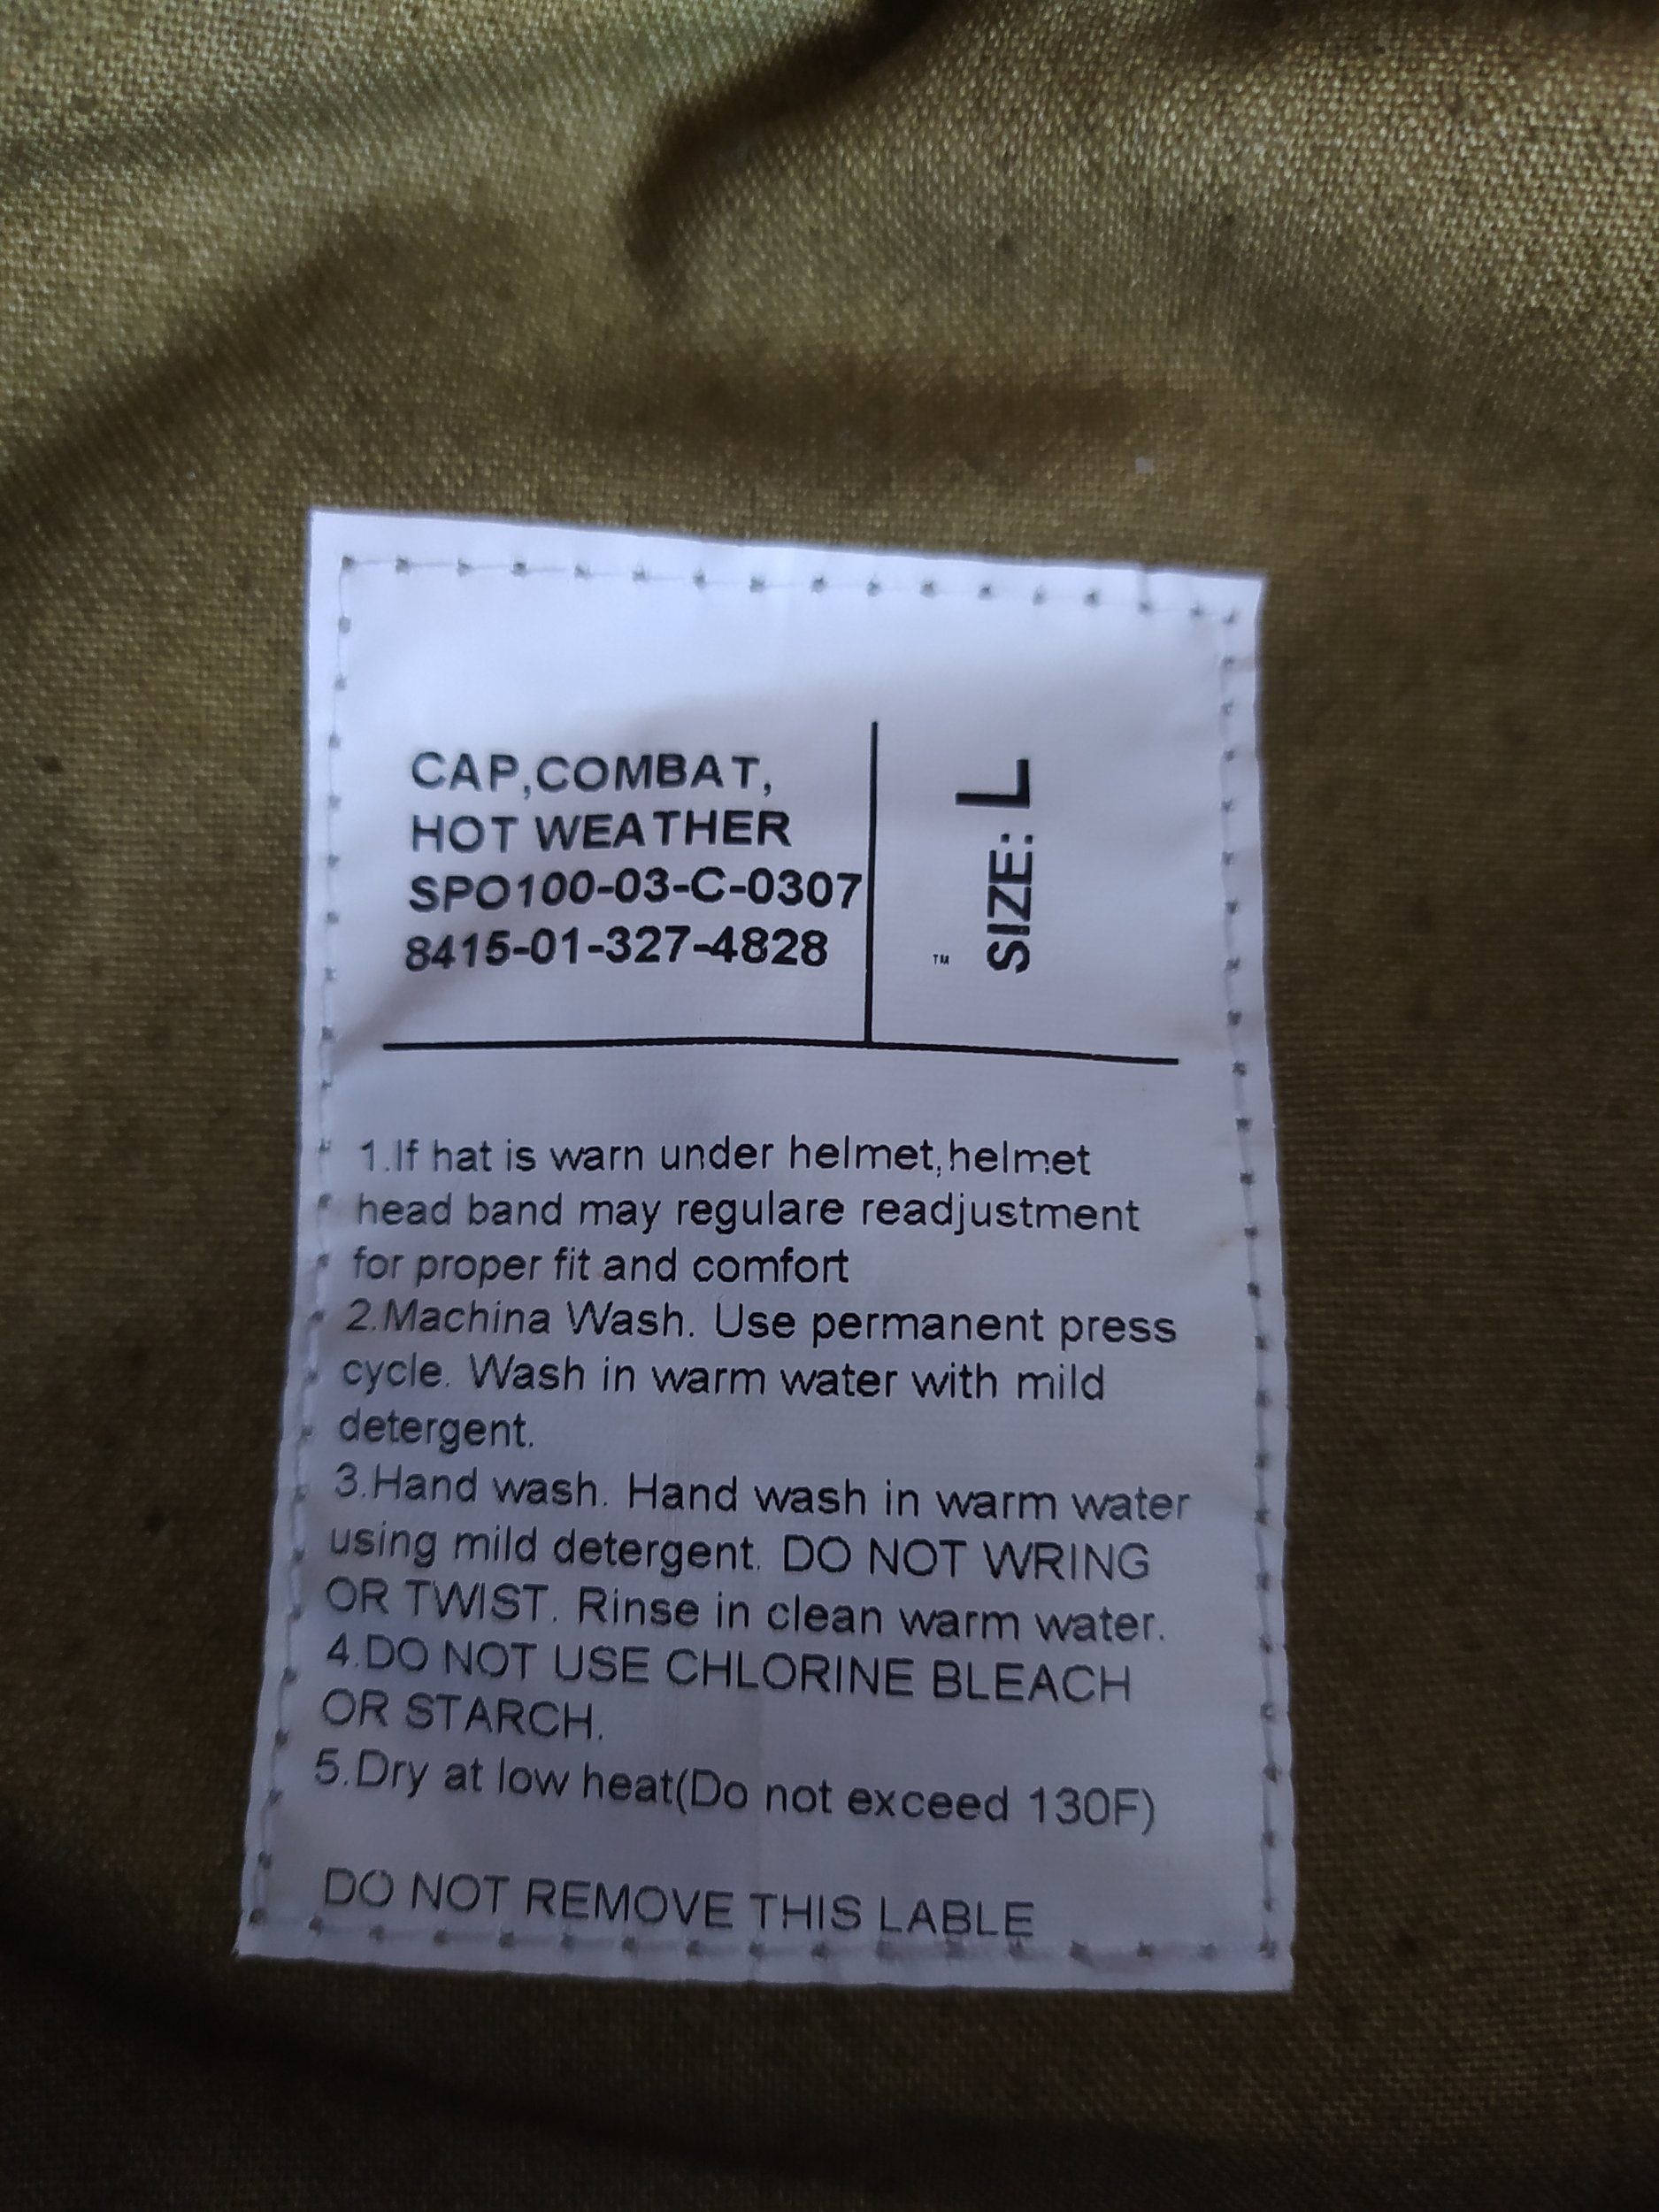 CAP,COMBAT,
HOT WEATHER
SPO100-03-C-0307
8415-01-327-4828
SIZE: L
TM
1.If hat is warn under helmet,helmet
head band may regulare readjustment
for proper fit and comfort
2.Machina Wash. Use permanent press
cycle. Wash in warm water with mild
detergent.
3.Hand wash. Hand wash in warm water
using mild detergent. DO NOT WRING
OR TWIST. Rinse in clean warm water.
4.DO NOT USE CHLORINE BLEACH
OR STARCH.
5.Dry at low heat(Do not exceed 130F)
DO NOT REMOVE THIS LABLE